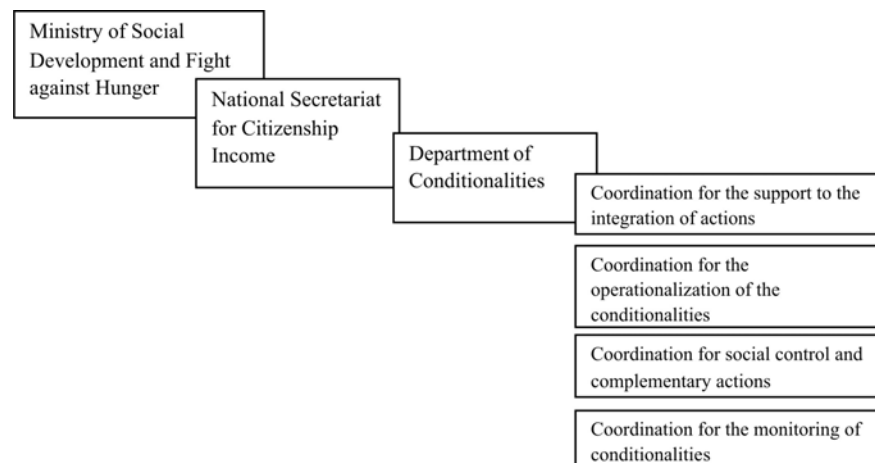 Ministry of Social
Development and Fight
against Hunger
National Secretariat
for Citizenship
Income
Department of
Conditionalities
Coordination for the support to the
integration of actions
Coordination for the
operationalization of the
conditionalities
Coordination for social control and
complementary actions
Coordination for the monitoring of
conditionalities